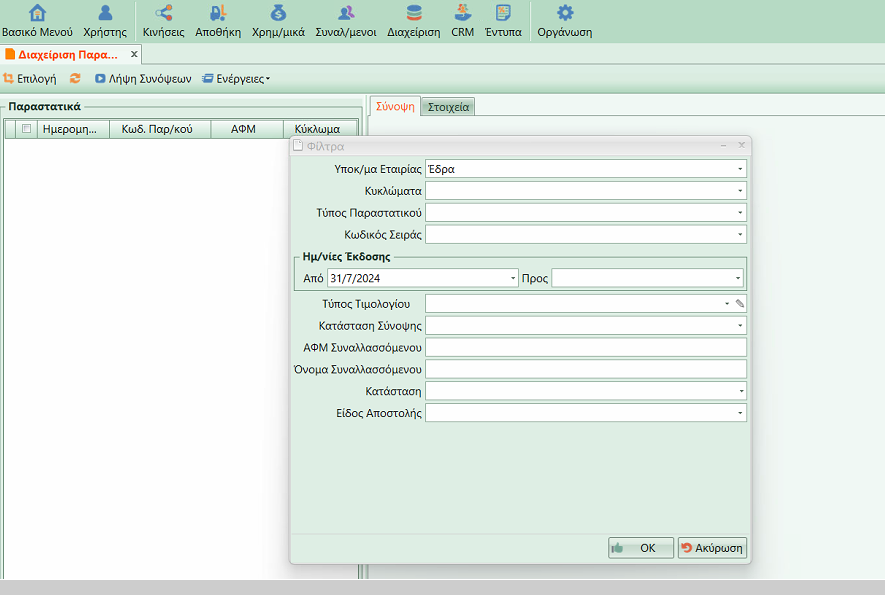 Βασικό Μενού Χρήστης Κινήσεις Αποθήκη Χρημ/μικά Συναλ/μενοι Διαχείριση CRM Έντυπα Οργάνωση
Διαχείριση Παρα... x
Επιλογή Λήψη Συνόψεων Ενέργειες
Παραστατικά Σύνοψη Στοιχεία
Ημερομη... Κωδ. Παρ/κού ΑΦΜ Κύκλωμα
Φίλτρα
Υποκ/μα Εταιρίας Έδρα
Κυκλώματα
Τύπος Παραστατικού
Κωδικός Σειράς
Ημ/νίες Έκδοσης
Από 31/7/2024 Προς
Τύπος Τιμολογίου
Κατάσταση Σύνοψης
ΑΦΜ Συναλλασσόμενου
Όνομα Συναλλασσόμενου
Κατάσταση
Είδος Αποστολής
OK Ακύρωση